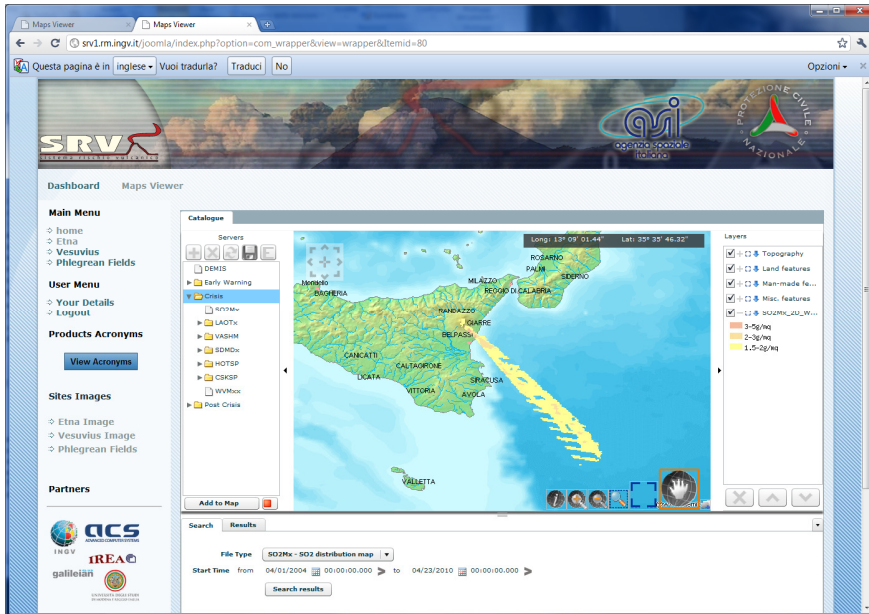 Maps Viewer
Maps Viewer
srv1.rm.ingv.it/joomla/index.php?option=com_wrapper&view=wrapper&Itemid=80
Questa pagina è in inglese Vuoi tradurla? Traduci No Opzioni
SRV
sistema rischio vulcanico
asi
agenzia spaziale
italiana
PROTEZIONE CIVILE
NAZIONALE
Dashboard Maps Viewer
Main Menu
home
Etna
Vesuvius
Phlegrean Fields
User Menu
Your Details
Logout
Products Acronyms
View Acronyms
Sites Images
Etna Image
Vesuvius Image
Phlegrean Fields
Partners
INGV
acs
ADVANCED COMPUTER SYSTEMS
IREA
galileian
Catalogue
Servers
E
DEMIS
Early Warning
Crisis
SO2Mx
LAOTx
VASHM
SDMDx
HOTSP
CSKSP
WVMxx
Post Crisis
Add to Map
Long: 13° 09' 01.44" Lat: 35° 35' 46.32"
Mondello
BAGHERIA
MILAZZO
ROSARNO
PALMI
SIDERNO
REGGIO DI CALABRIA
RANDAZZO
GIARRE
BELPASSI
CANICATTI
CALTAGIRONE
LICATA
SIRACUSA
VITTORIA
AVOLA
VALLETTA
Layers
Topography
Land features
Man-made fe...
Misc. features
SO2Mx_2D_W...
3-5g/mq
2-3g/mq
1.5-2g/mq
Search Results
File Type SO2Mx - SO2 distribution map
Start Time from 04/01/2004 00:00:00.000 to 04/23/2010 00:00:00.000
Search results